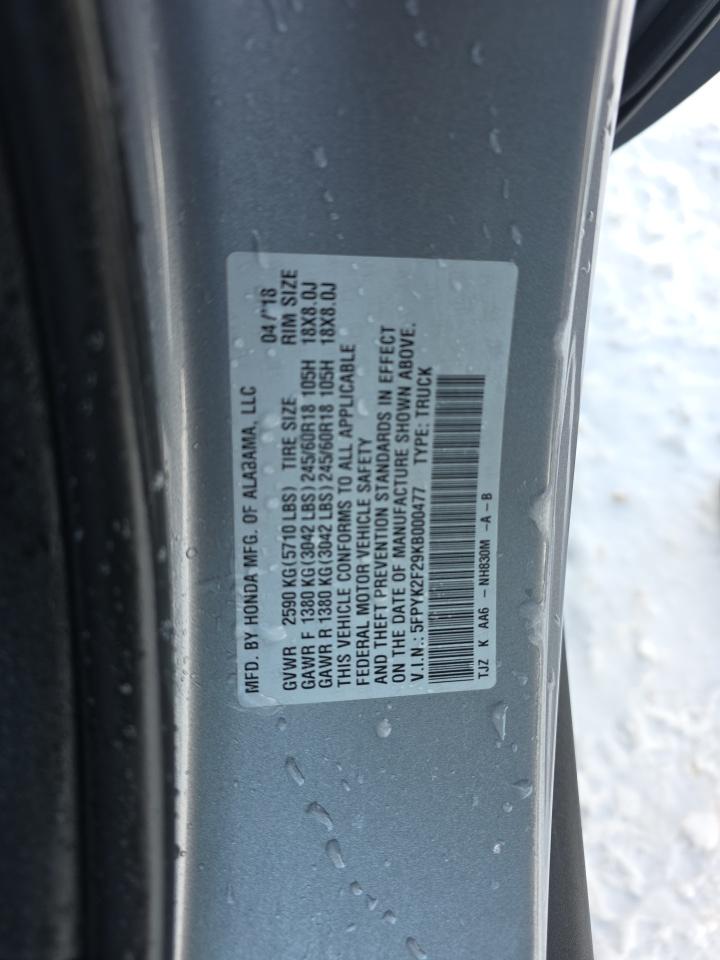 MFD. BY HONDA MFG. OF ALABAMA, LLC 04/'18
GVWR 2590 KG(5710 LBS) TIRE SIZE RIM SIZE
GAWR F 1380 KG(3042 LBS) 245/60R18 105H 18X8.0J
GAWR R 1380 KG(3042 LBS) 245/60R18 105H 18X8.0J
THIS VEHICLE CONFORMS TO ALL APPLICABLE
FEDERAL MOTOR VEHICLE SAFETY
AND THEFT PREVENTION STANDARDS IN EFFECT
ON THE DATE OF MANUFACTURE SHOWN ABOVE.
V.I.N.: 5FPYK2F29KB000477 TYPE: TRUCK
TJZ K AA6 - NH830M -A-B